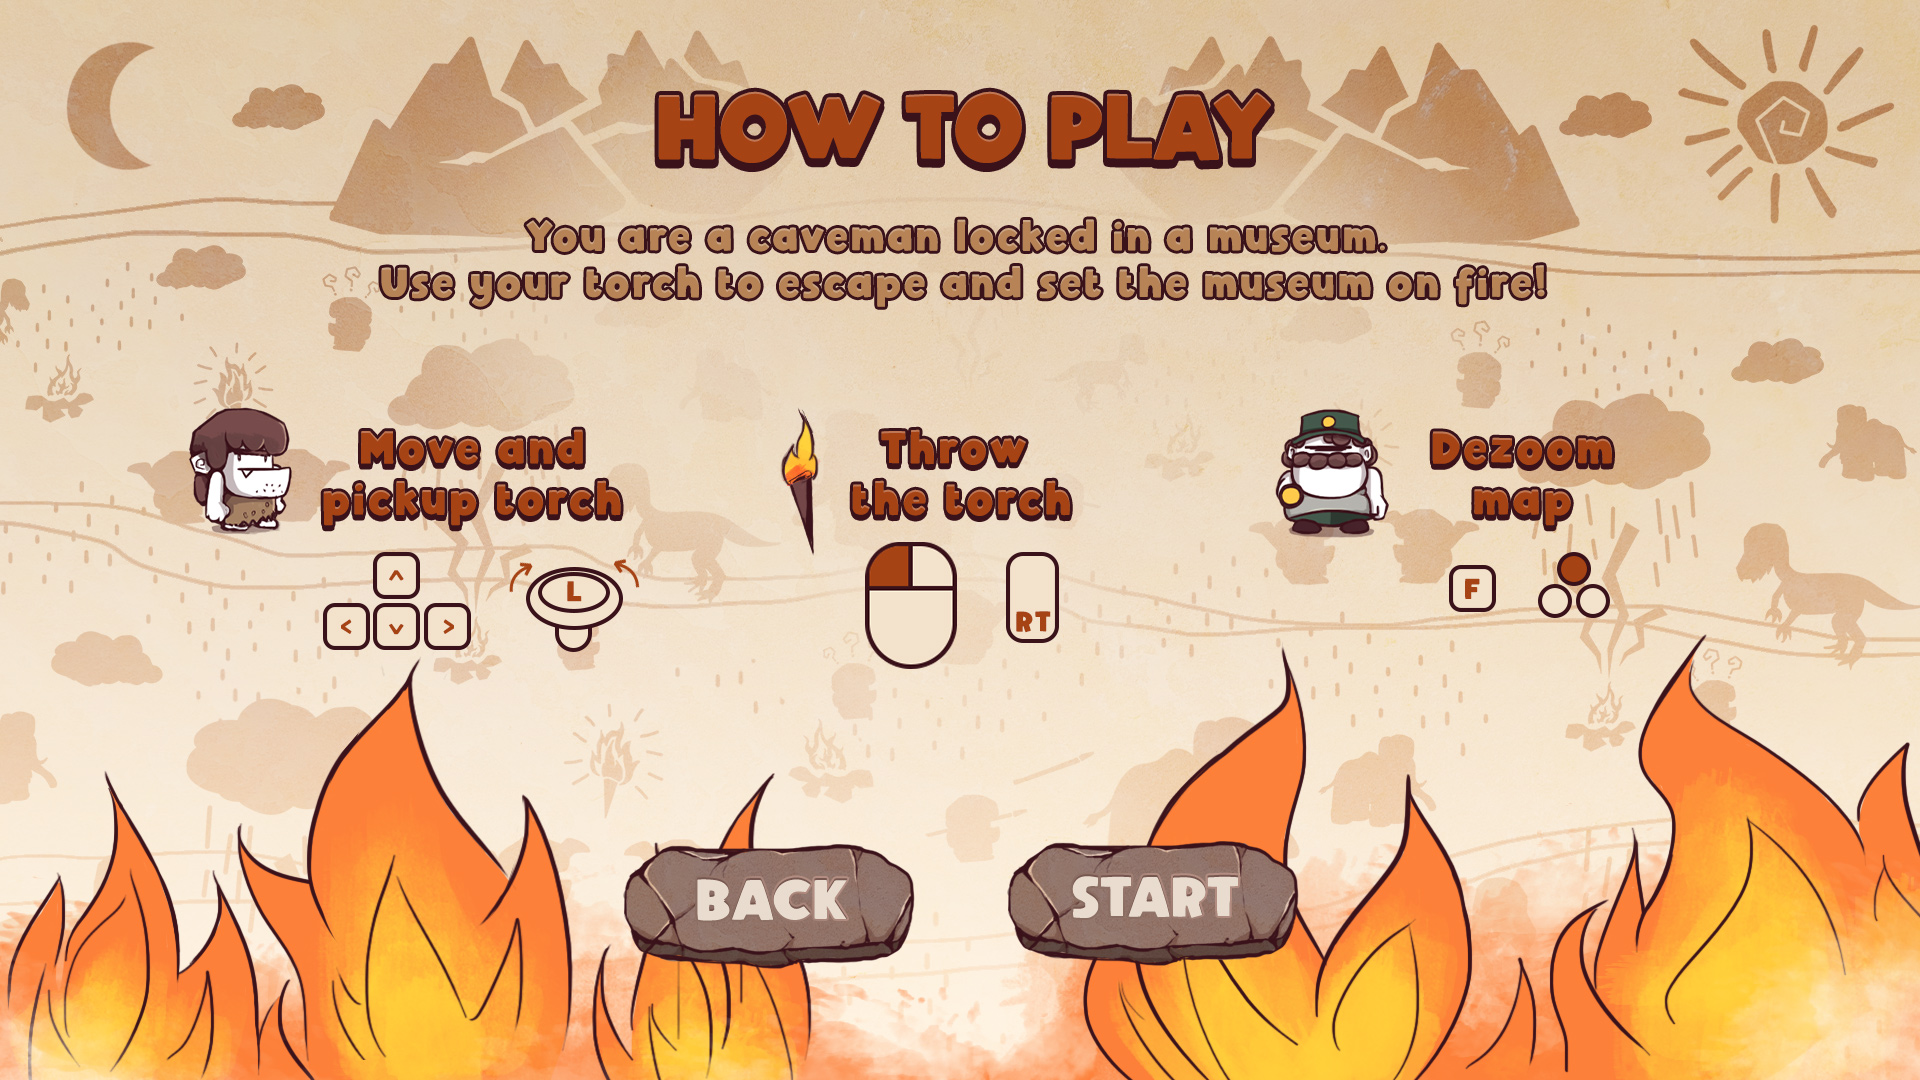 HOW TO PLAY
You are a caveman locked in a museum.
Use your torch to escape and set the museum on fire!
Move and
pickup torch
L
Throw
the torch
RT
Dezoom
map
F
BACK
START